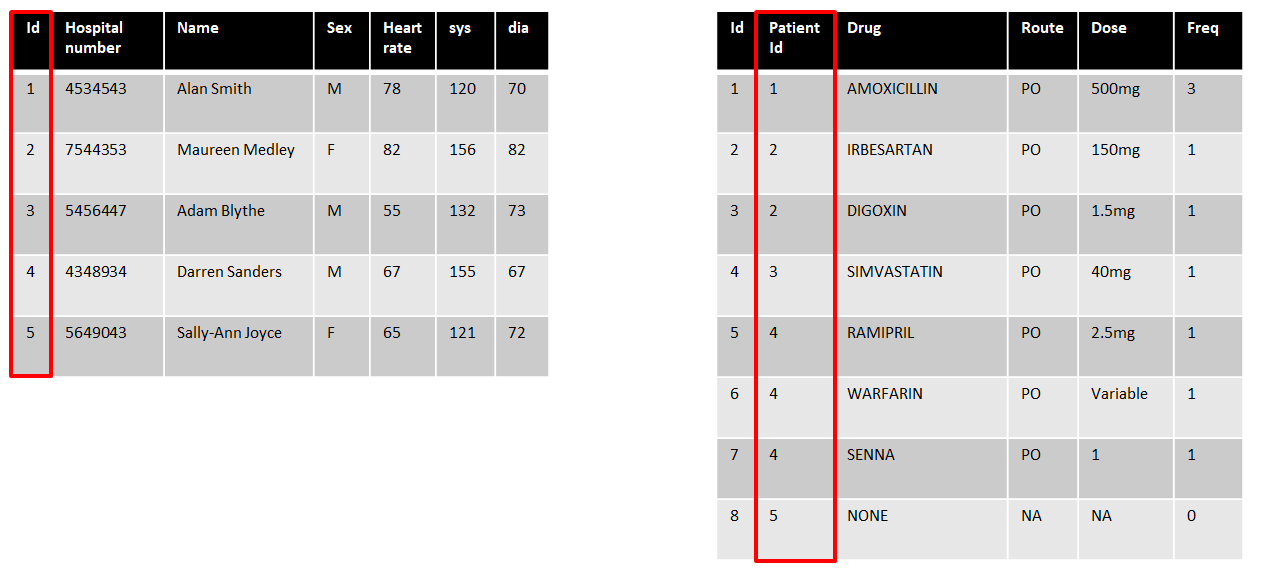 Id Hospital number Name Sex Heart rate sys dia
1 4534543 Alan Smith M 78 120 70
2 7544353 Maureen Medley F 82 156 82
3 5456447 Adam Blythe M 55 132 73
4 4348934 Darren Sanders M 67 155 67
5 5649043 Sally-Ann Joyce F 65 121 72
Id Patient Id Drug Route Dose Freq
1 1 AMOXICILLIN PO 500mg 3
2 2 IRBESARTAN PO 150mg 1
3 2 DIGOXIN PO 1.5mg 1
4 3 SIMVASTATIN PO 40mg 1
5 4 RAMIPRIL PO 2.5mg 1
6 4 WARFARIN PO Variable 1
7 4 SENNA PO 1 1
8 5 NONE NA NA 0